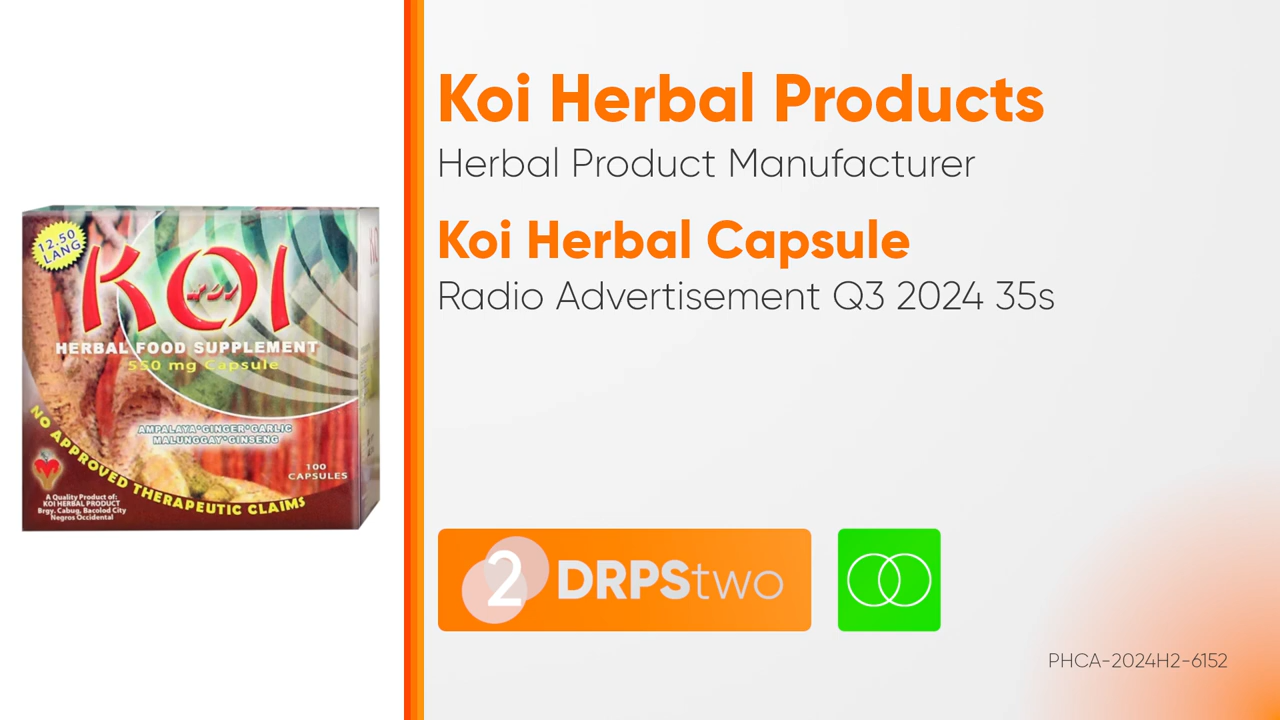 Koi Herbal Products
Herbal Product Manufacturer
Koi Herbal Capsule
Radio Advertisement Q3 2024 35s
12.50
LANG
KOI
HERBAL FOOD SUPPLEMENT
550 mg Capsule
AMPALAYA*GINGER*GARLIC
MALUNGGAY*GINSENG
100
CAPSULES
NO APPROVED THERAPEUTIC CLAIMS
A Quality Product of:
KOI HERBAL PRODUCT
Brgy. Cabug, Bacolod City
Negros Occidental
2 DRPStwo
PHCA-2024H2-6152